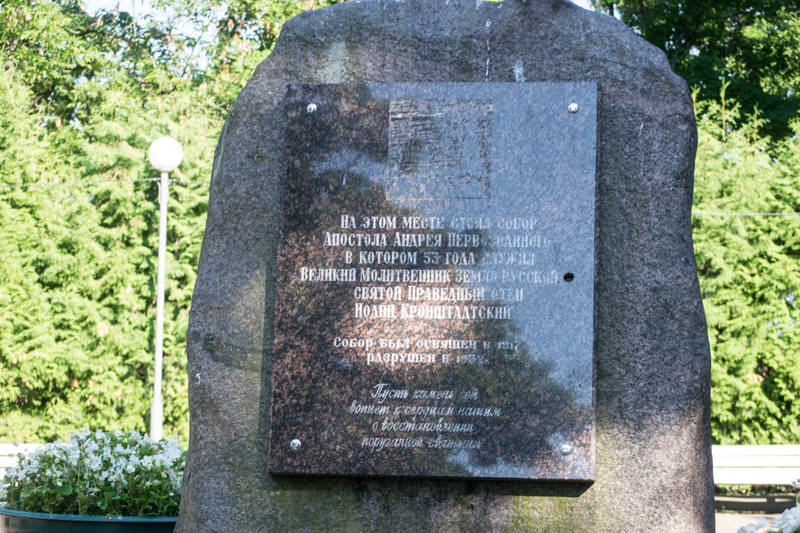 На этом месте стоял собор
Апостола Андрея Первозванного
в котором 53 года служил
Великий Молитвенник Земли Русской
святой Праведный отец
Иоанн Кронштадтский
Собор был освящен в
разрушен в 1932г.
Пусть камень сей
вопиет к сердцам нашим
о восстановлении
поруганной святыни